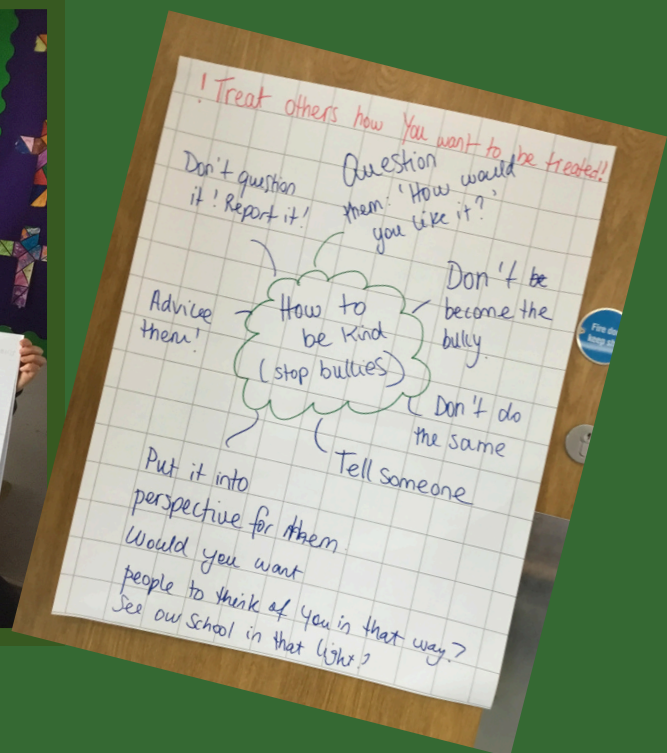 ! Treat others how You want to be treated!
Don't question
it! Report it!
Question
them: 'How would
you like it?'
Advice
them!
How to
be kind
(stop bullies)
Don't be
become the
bully.
Don't do
the same
Tell someone
Put it into
perspective for them.
Would you want
people to think of you in that way?
See our school in that light?
Fire do
keep s